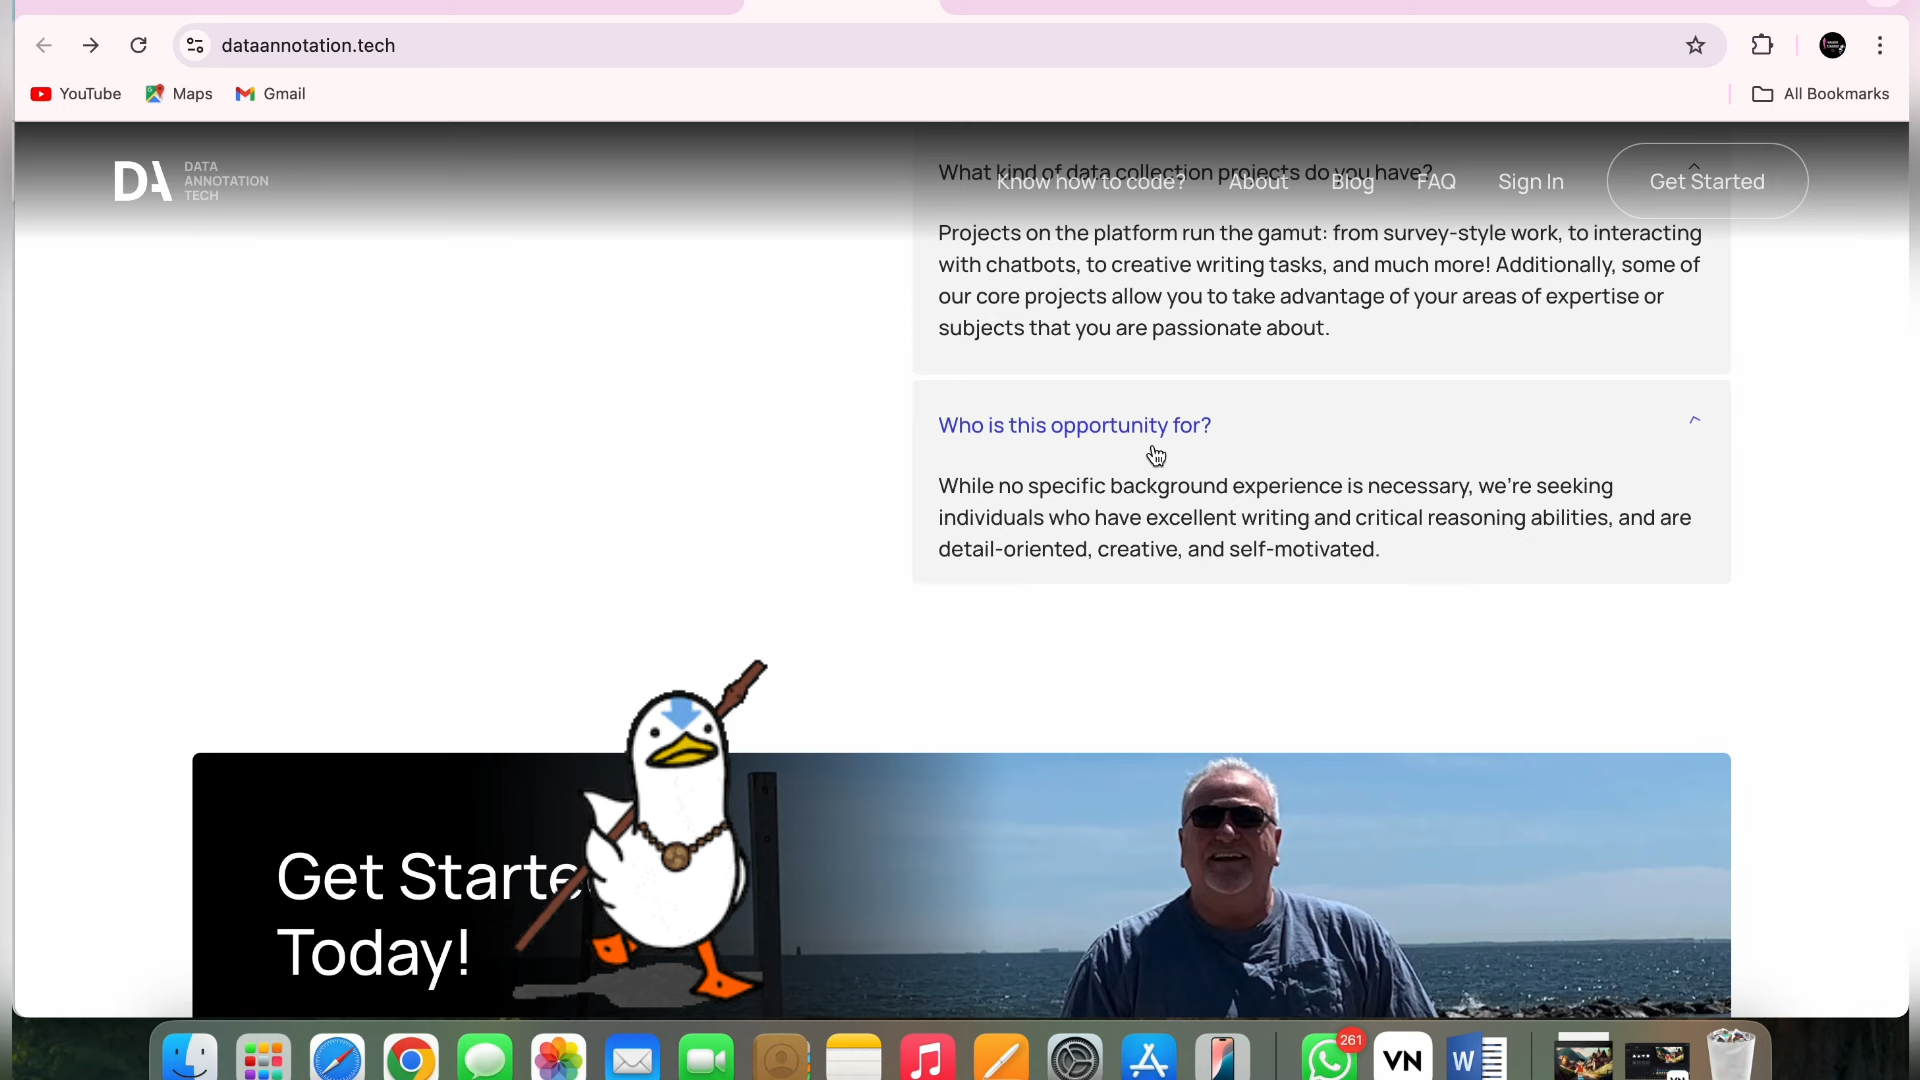 dataannotation.tech
YouTube
Maps
Gmail
All Bookmarks
DA
DATA
ANNOTATION
TECH
What kind of data collection projects do you have?
Know how to code?
About
Blog
FAQ
Sign In
Get Started
Projects on the platform run the gamut: from survey-style work, to interacting
with chatbots, to creative writing tasks, and much more! Additionally, some of
our core projects allow you to take advantage of your areas of expertise or
subjects that you are passionate about.
Who is this opportunity for?
While no specific background experience is necessary, we're seeking
individuals who have excellent writing and critical reasoning abilities, and are
detail-oriented, creative, and self-motivated.
Get Starte
Today!
261
VN
W